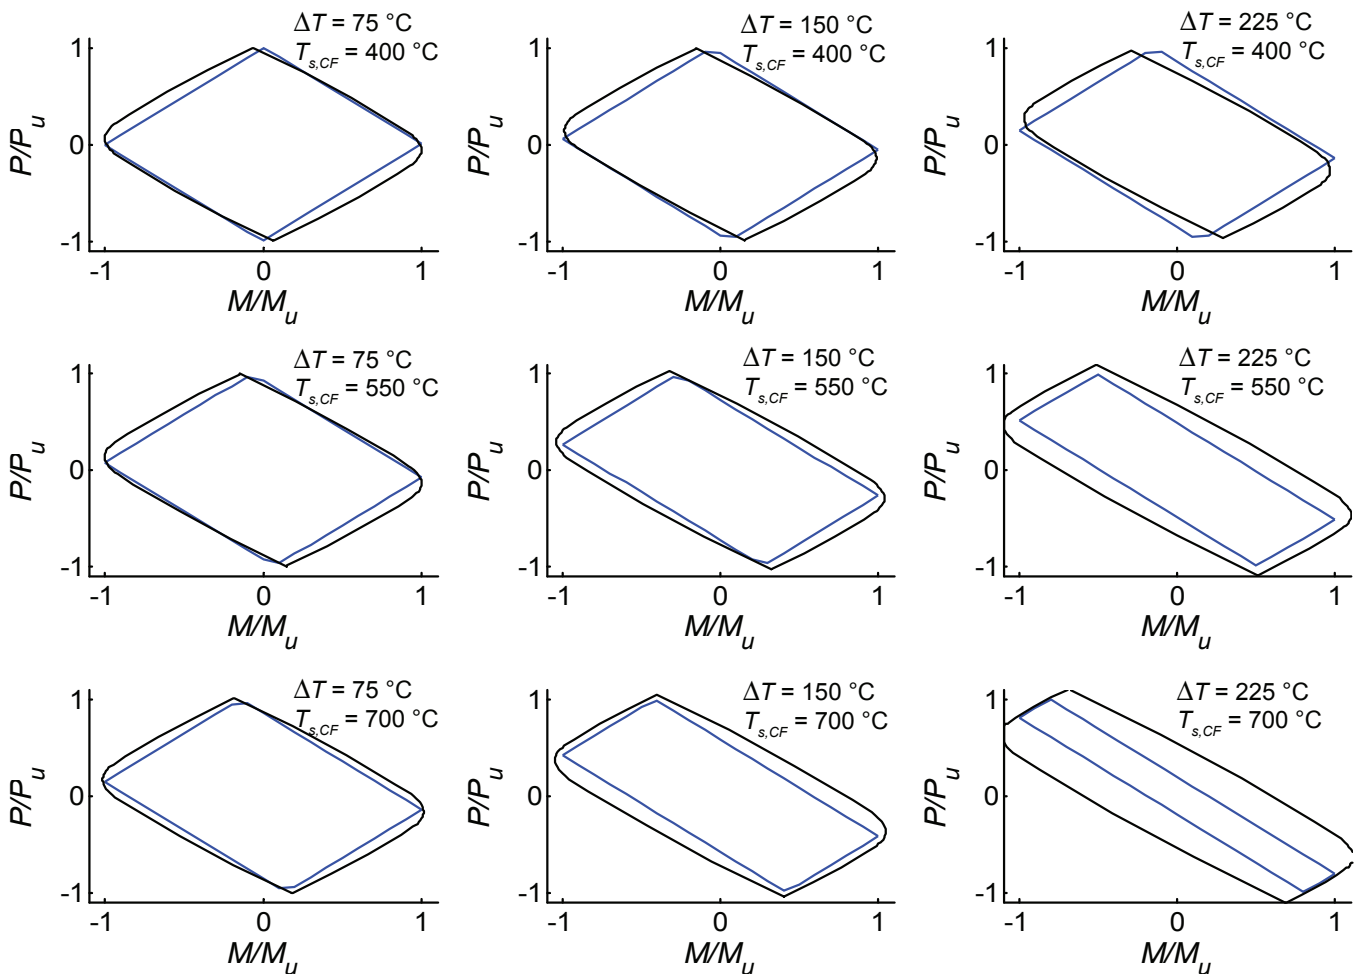 ΔT = 75 °C
T_s,CF = 400 °C
1
0
-1
P/P_u
-1 0 1
M/M_u
ΔT = 150 °C
T_s,CF = 400 °C
1
0
-1
P/P_u
-1 0 1
M/M_u
ΔT = 225 °C
T_s,CF = 400 °C
1
0
-1
P/P_u
-1 0 1
M/M_u
ΔT = 75 °C
T_s,CF = 550 °C
1
0
-1
P/P_u
-1 0 1
M/M_u
ΔT = 150 °C
T_s,CF = 550 °C
1
0
-1
P/P_u
-1 0 1
M/M_u
ΔT = 225 °C
T_s,CF = 550 °C
1
0
-1
P/P_u
-1 0 1
M/M_u
ΔT = 75 °C
T_s,CF = 700 °C
1
0
-1
P/P_u
-1 0 1
M/M_u
ΔT = 150 °C
T_s,CF = 700 °C
1
0
-1
P/P_u
-1 0 1
M/M_u
ΔT = 225 °C
T_s,CF = 700 °C
1
0
-1
P/P_u
-1 0 1
M/M_u